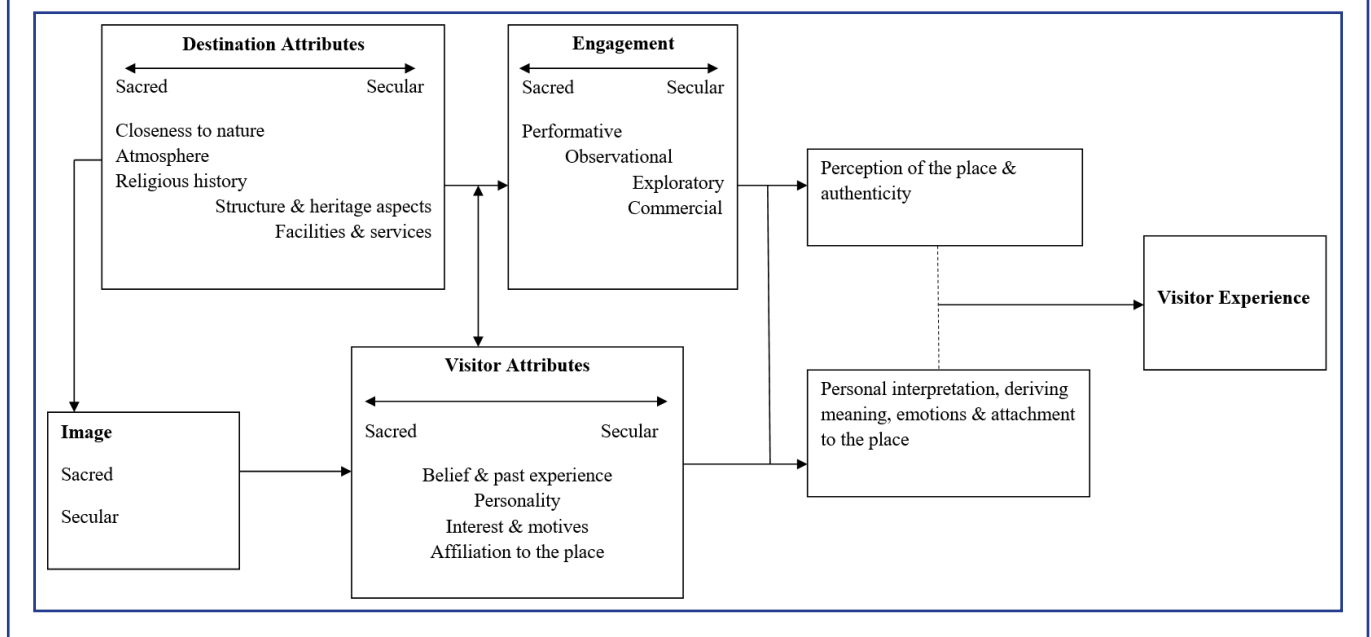 Destination Attributes
Sacred Secular
Closeness to nature
Atmosphere
Religious history
Structure & heritage aspects
Facilities & services
Engagement
Sacred Secular
Performative
Observational
Exploratory
Commercial
Perception of the place &
authenticity
Visitor Experience
Visitor Attributes
Sacred Secular
Belief & past experience
Personality
Interest & motives
Affiliation to the place
Personal interpretation, deriving
meaning, emotions & attachment
to the place
Image
Sacred
Secular